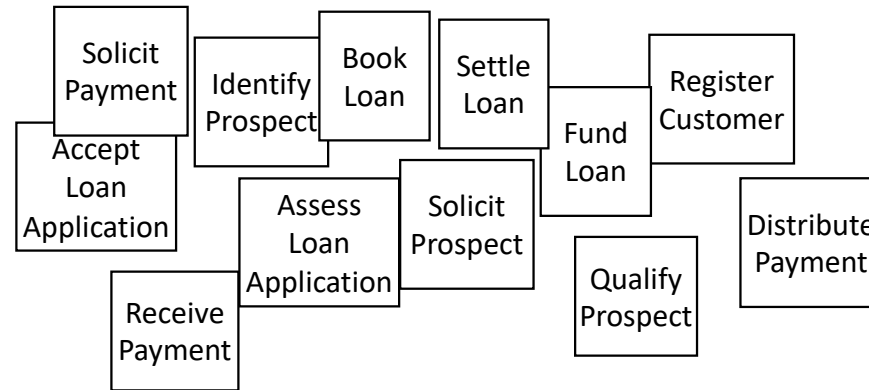 Solicit
Payment
Identify
Prospect
Book
Loan
Settle
Loan
Register
Customer
Accept
Loan
Application
Fund
Loan
Assess
Loan
Application
Solicit
Prospect
Distribute
Payment
Qualify
Prospect
Receive
Payment